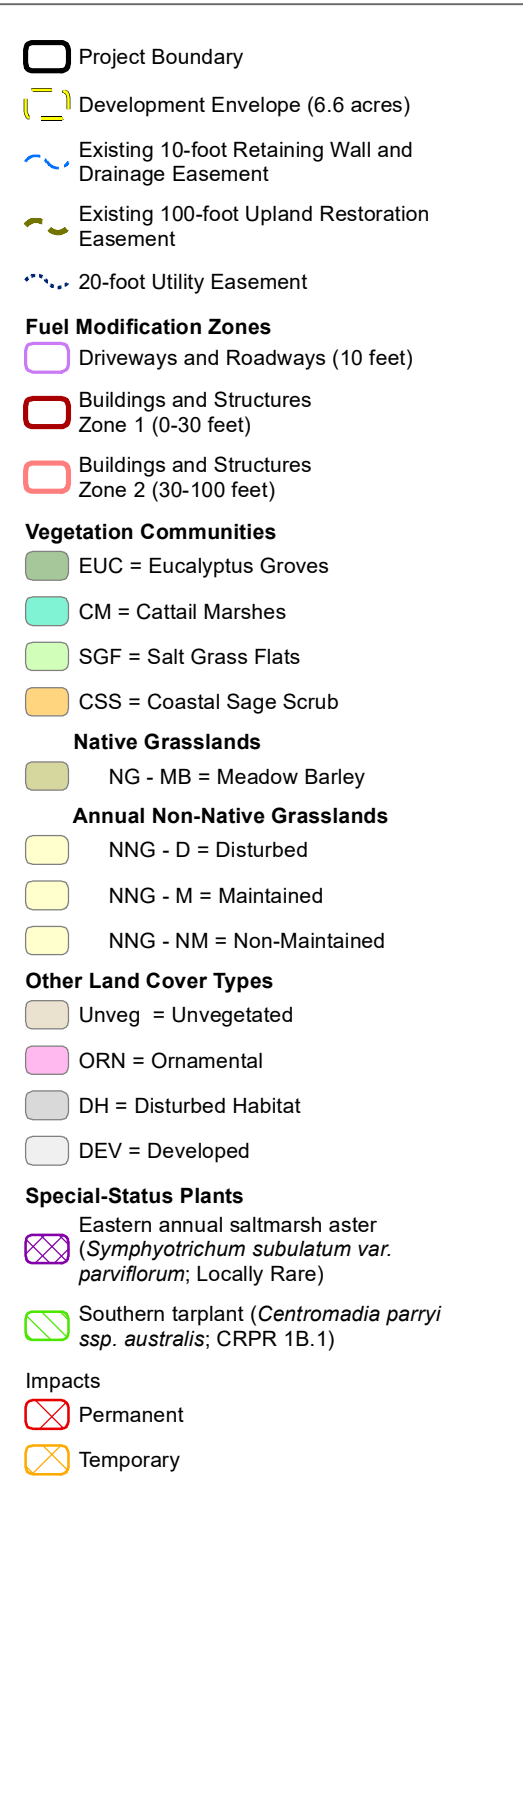 Project Boundary
Development Envelope (6.6 acres)
Existing 10-foot Retaining Wall and
Drainage Easement
Existing 100-foot Upland Restoration
Easement
20-foot Utility Easement
Fuel Modification Zones
Driveways and Roadways (10 feet)
Buildings and Structures
Zone 1 (0-30 feet)
Buildings and Structures
Zone 2 (30-100 feet)
Vegetation Communities
EUC = Eucalyptus Groves
CM = Cattail Marshes
SGF = Salt Grass Flats
CSS = Coastal Sage Scrub
Native Grasslands
NG - MB = Meadow Barley
Annual Non-Native Grasslands
NNG - D = Disturbed
NNG - M = Maintained
NNG - NM = Non-Maintained
Other Land Cover Types
Unveg  = Unvegetated
ORN = Ornamental
DH = Disturbed Habitat
DEV = Developed
Special-Status Plants
Eastern annual saltmarsh aster
(Symphyotrichum subulatum var.
parviflorum; Locally Rare)
Southern tarplant (Centromadia parryi
ssp. australis; CRPR 1B.1)
Impacts
Permanent
Temporary